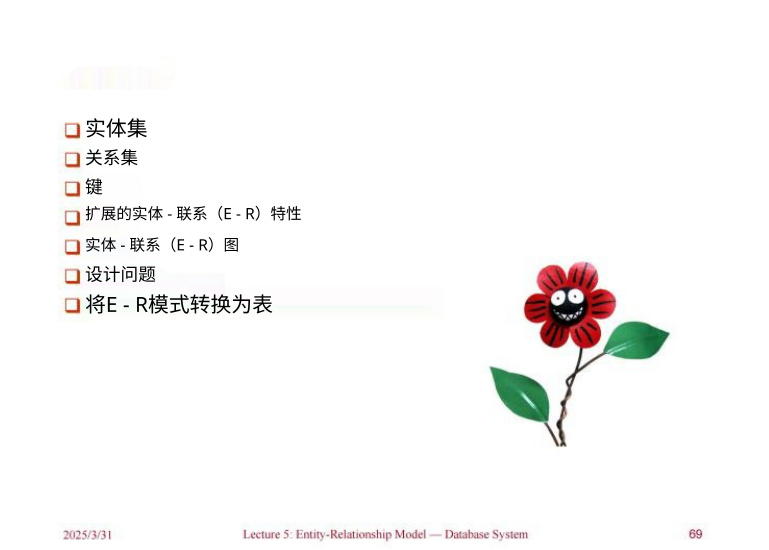 实体集
关系集
键
扩展的实体 - 联系（E - R）特性
实体 - 联系（E - R）图
设计问题
将E - R模式转换为表
2025/3/31
Lecture 5: Entity-Relationship Model — Database System
69